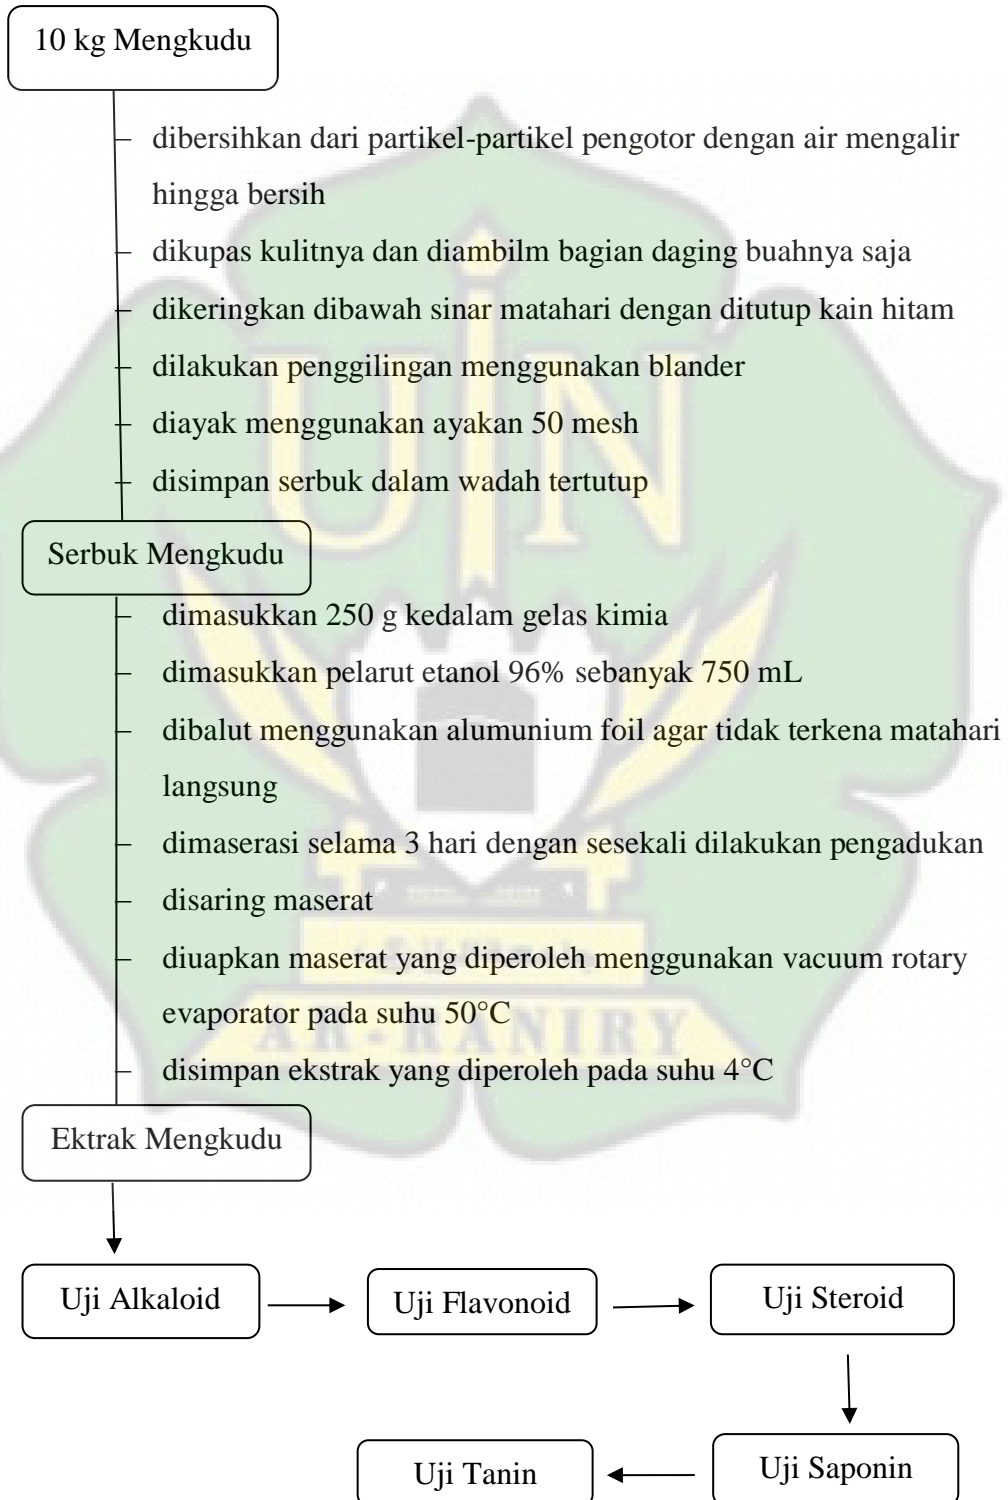 10 kg Mengkudu
– dibersihkan dari partikel-partikel pengotor dengan air mengalir
hingga bersih
– dikupas kulitnya dan diambilm bagian daging buahnya saja
– dikeringkan dibawah sinar matahari dengan ditutup kain hitam
– dilakukan penggilingan menggunakan blander
– diayak menggunakan ayakan 50 mesh
– disimpan serbuk dalam wadah tertutup
Serbuk Mengkudu
– dimasukkan 250 g kedalam gelas kimia
– dimasukkan pelarut etanol 96% sebanyak 750 mL
– dibalut menggunakan alumunium foil agar tidak terkena matahari
langsung
– dimaserasi selama 3 hari dengan sesekali dilakukan pengadukan
– disaring maserat
– diuapkan maserat yang diperoleh menggunakan vacuum rotary
evaporator pada suhu 50°C
– disimpan ekstrak yang diperoleh pada suhu 4°C
Ektrak Mengkudu
Uji Alkaloid
Uji Flavonoid
Uji Steroid
Uji Saponin
Uji Tanin
UIN
AR-RANIRY